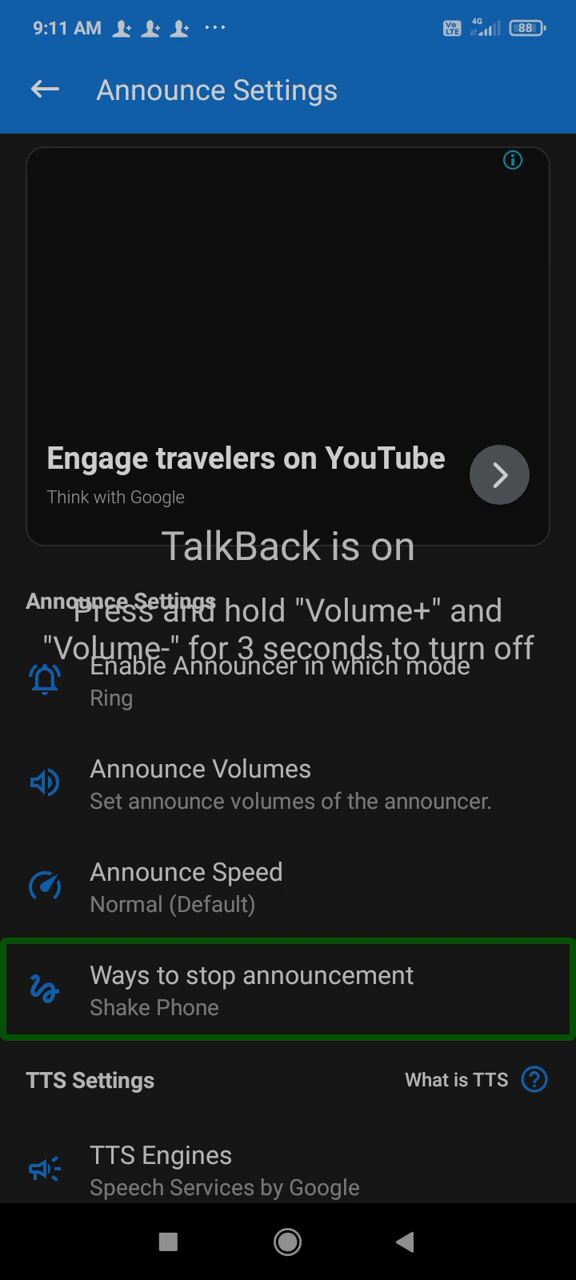 9:11 AM
Vo LTE
4G
88
Announce Settings
Engage travelers on YouTube
Think with Google
TalkBack is on
Announce Settings
Press and hold "Volume+" and
"Volume-" for 3 seconds to turn off
Enable Announcer in which mode
Ring
Announce Volumes
Set announce volumes of the announcer.
Announce Speed
Normal (Default)
Ways to stop announcement
Shake Phone
TTS Settings
What is TTS
TTS Engines
Speech Services by Google